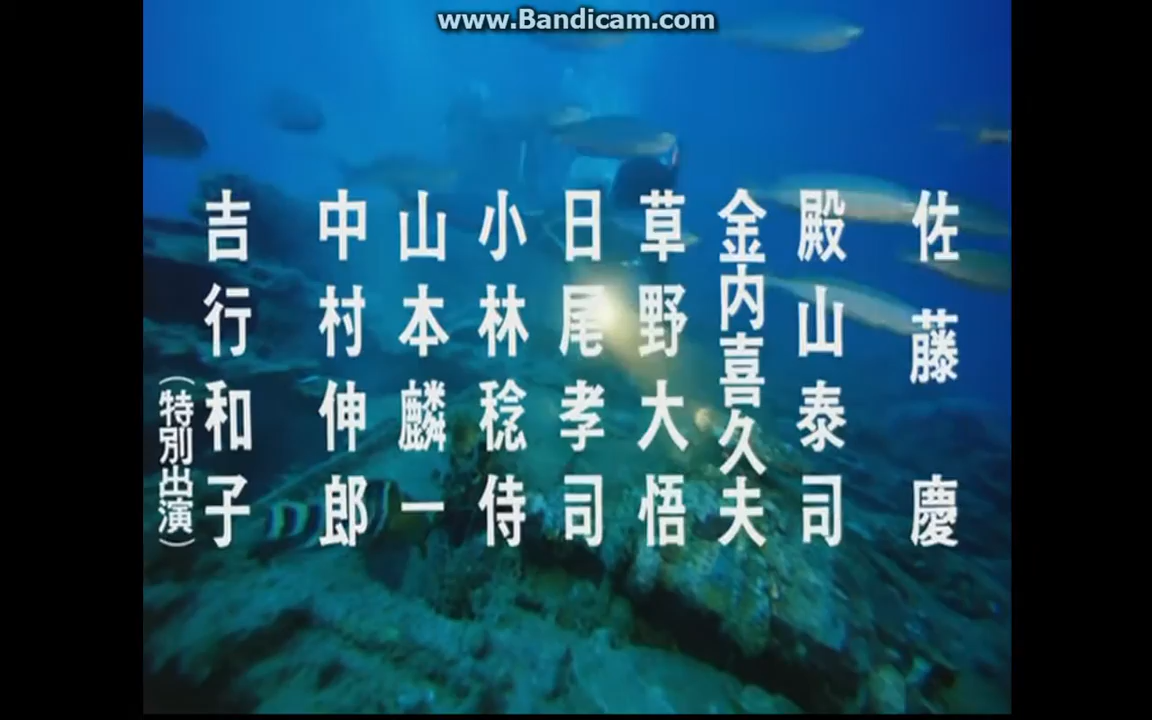 www.Bandicam.com
佐藤慶
殿山泰司
金内喜久夫
草野大悟
日尾孝司
小林稔侍
山本麟一
中村伸郎
吉行和子
(特別出演)